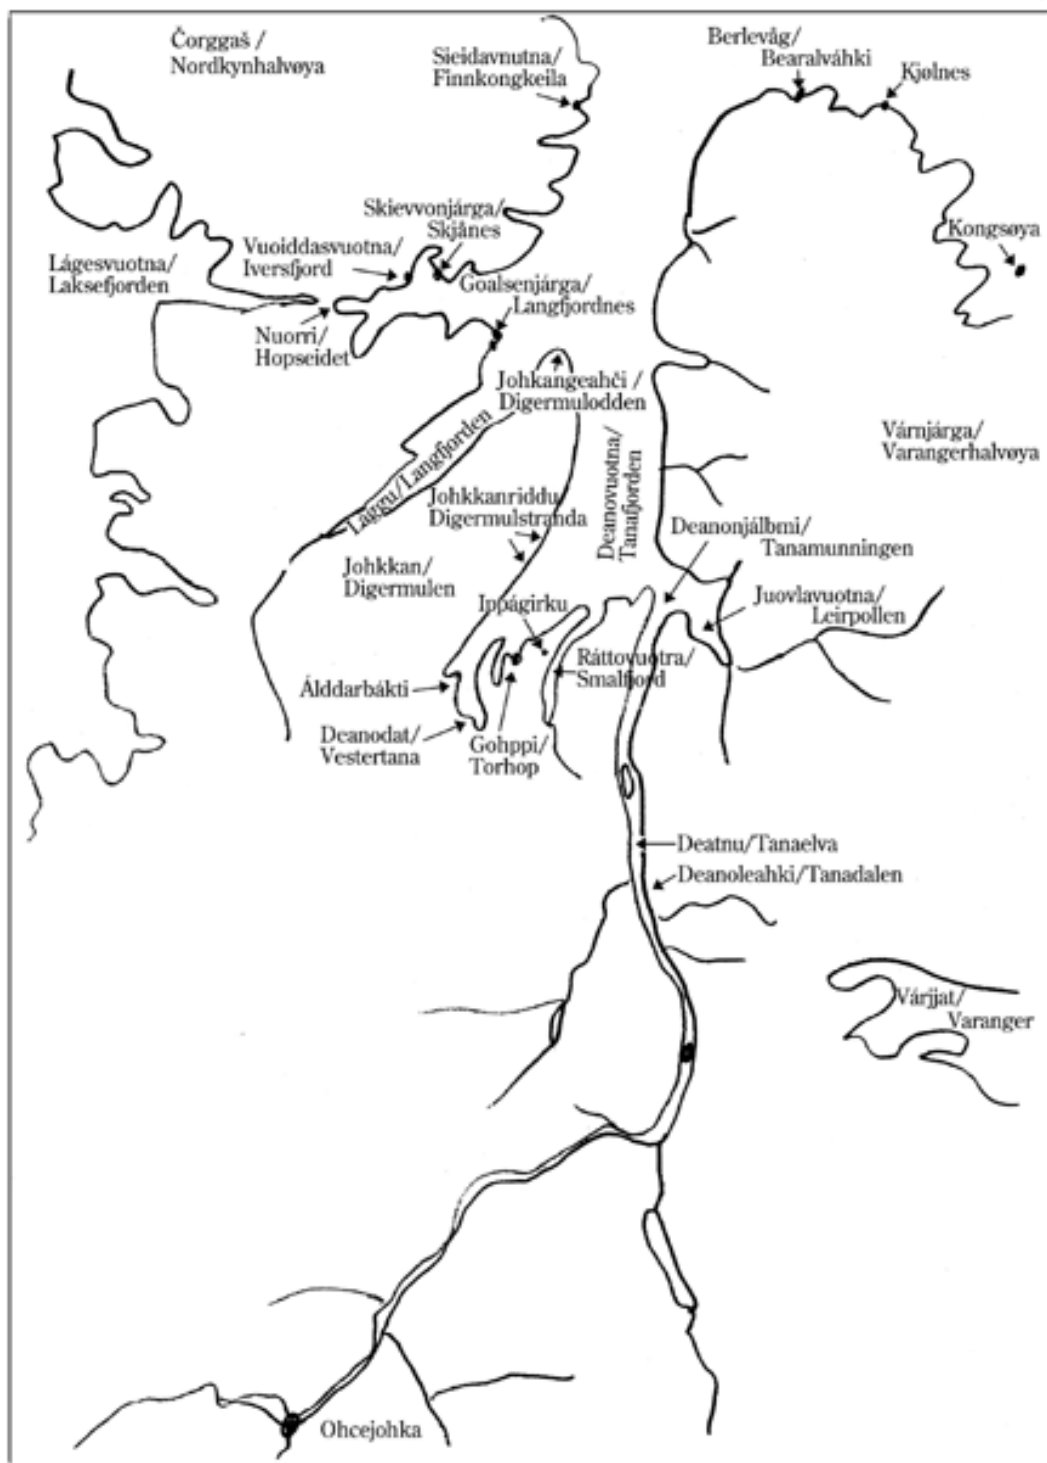 Čorggaš /
Nordkynhalvøya
Sieidavnutna/
Finnkongkeila
Berlevåg/
Bearalváhki
Kjølnes
Skievvonjárga/
Skjånes
Vuoiddasvuotna/
Iversfjord
Kongsøya
Lágesvuotna/
Laksefjorden
Goalsenjárga/
Langfjordnes
Nuorri/
Hopseidet
Johkangeahči /
Digermulodden
Várnjárga/
Varangerhalvøya
Laggu/Langfjorden
Deanovuotna/
Tanafjorden
Johkkanriddu
Digermulstranda
Deanonjálbmi/
Tanamunningen
Johkkan/
Digermulen
Ippágirku
Juovlavuotna/
Leirpollen
Ráttovuotra/
Smalfjord
Álddarbákti
Deanodat/
Vestertana
Gohppi/
Torhop
Deatnu/Tanaelva
Deanoleahki/Tanadalen
Várjjat/
Varanger
Ohcejohka